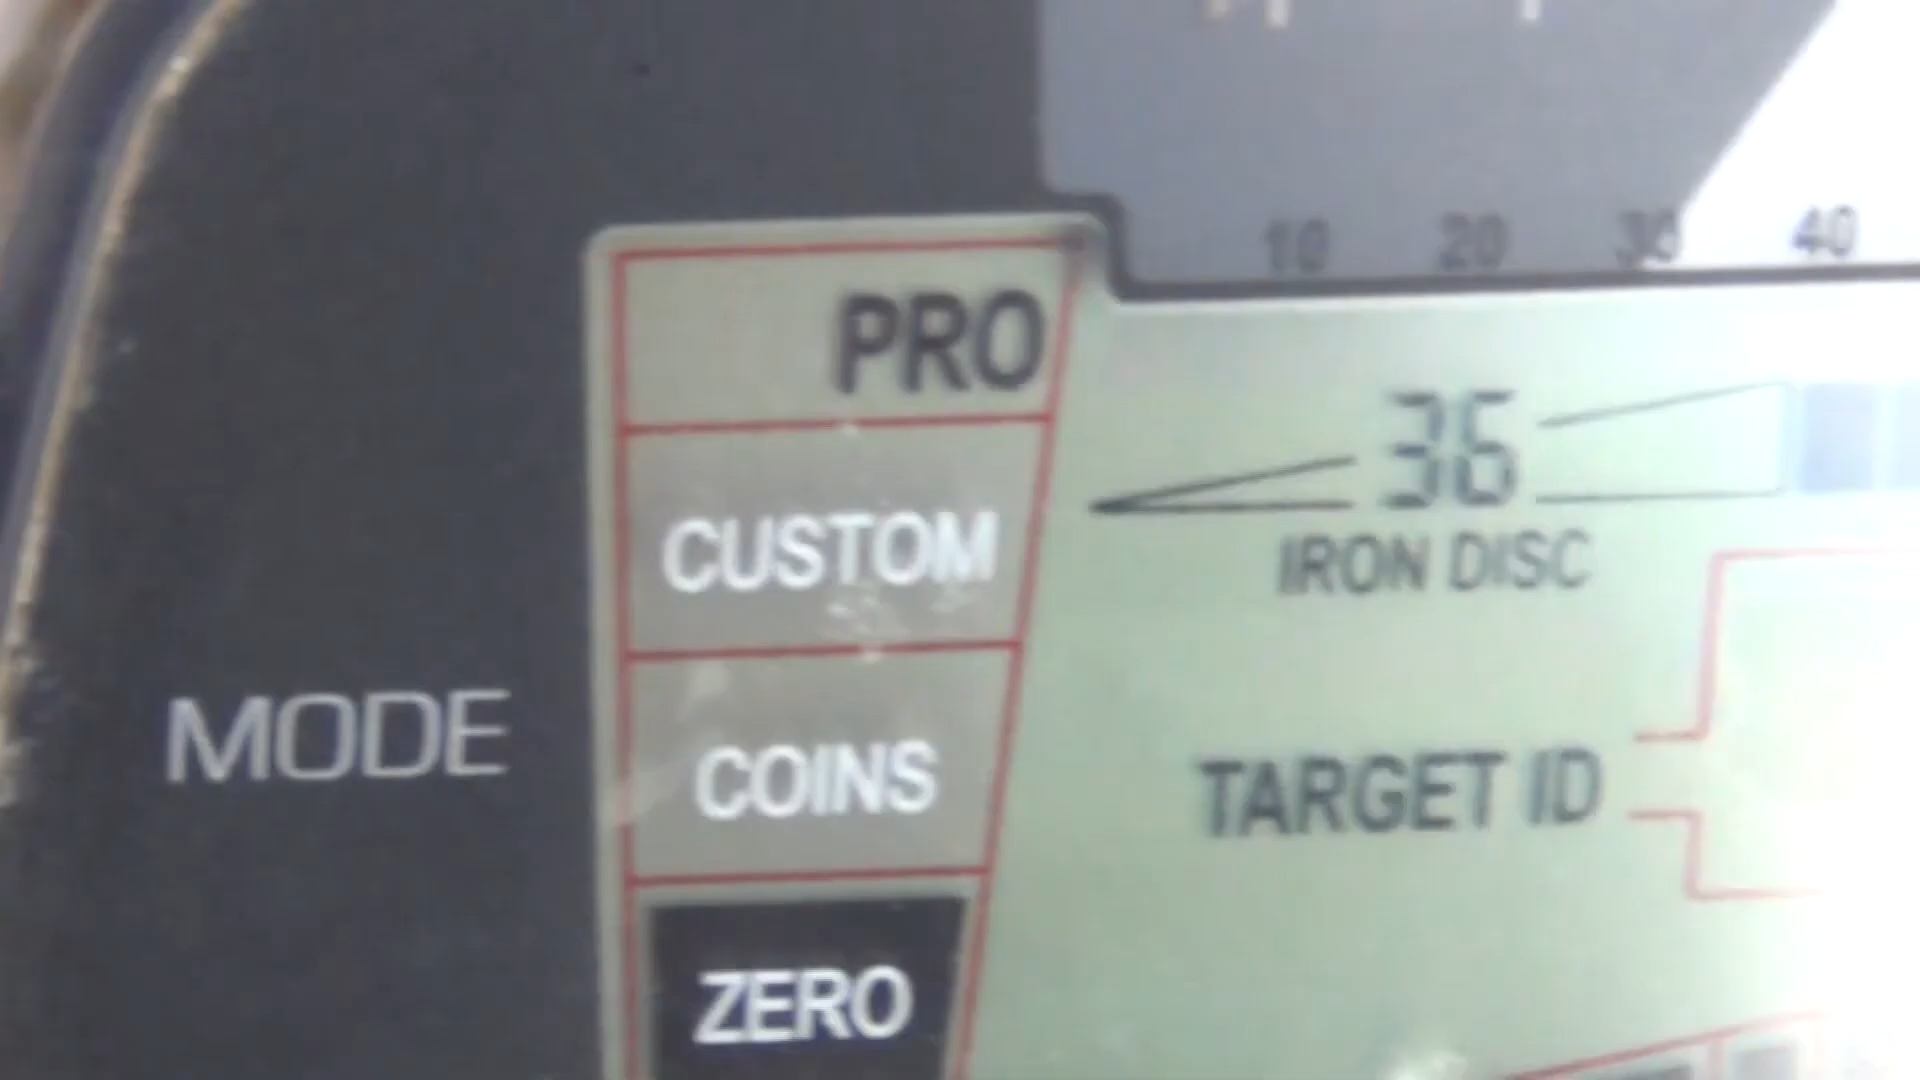 10 20 30 40
PRO
36
CUSTOM
IRON DISC
MODE
COINS
TARGET ID
ZERO